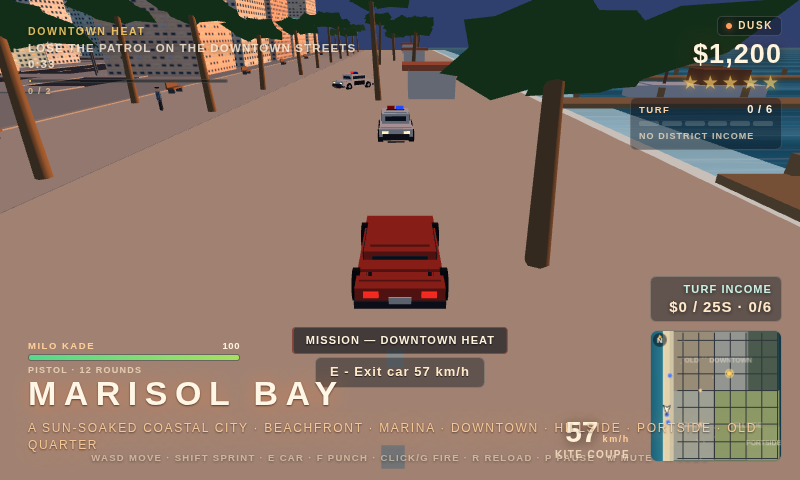 DOWNTOWN HEAT
LOSE THE PATROL ON THE DOWNTOWN STREETS
0:33
0 / 2
DUSK
$1,200
★★★★★
TURF 0 / 6
NO DISTRICT INCOME
TURF INCOME
$0 / 25S · 0/6
MISSION — DOWNTOWN HEAT
E - Exit car 57 km/h
MILO KADE 100
PISTOL · 12 ROUNDS
MARISOL BAY
A SUN-SOAKED COASTAL CITY · BEACHFRONT · MARINA · DOWNTOWN · HILLSIDE · PORTSIDE · OLD
QUARTER
57 km/h
KITE COUPE
WASD MOVE · SHIFT SPRINT · E CAR · F PUNCH · CLICK/G FIRE · R RELOAD · P PAUSE · M MUTE
N
OLD DOWNTOWN
PORTSIDE